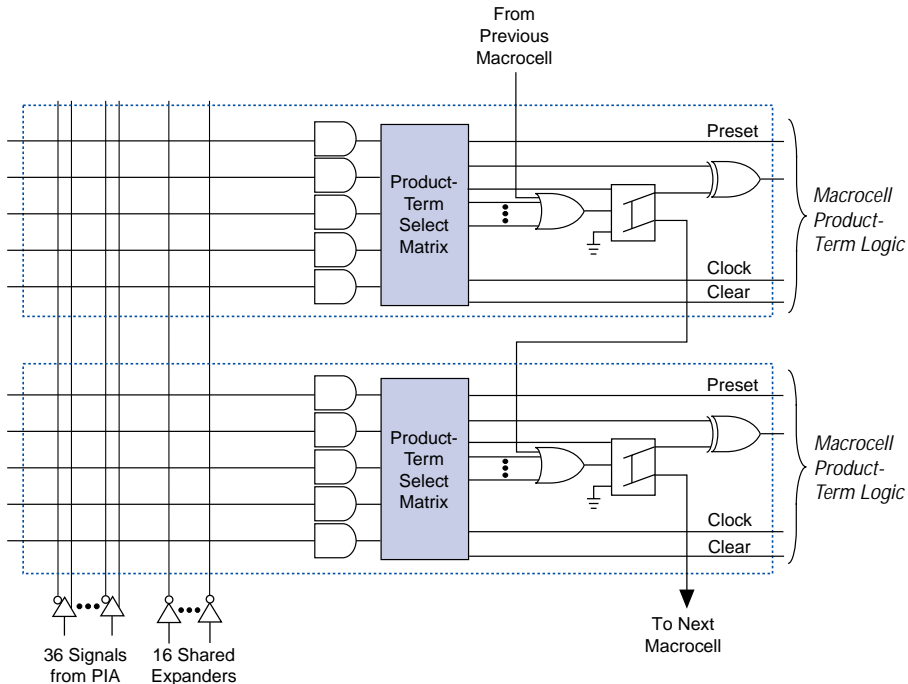 From
Previous
Macrocell
Preset
Product-
Term
Select
Matrix
Macrocell
Product-
Term Logic
Clock
Clear
Preset
Product-
Term
Select
Matrix
Macrocell
Product-
Term Logic
Clock
Clear
To Next
Macrocell
36 Signals
from PIA
16 Shared
Expanders